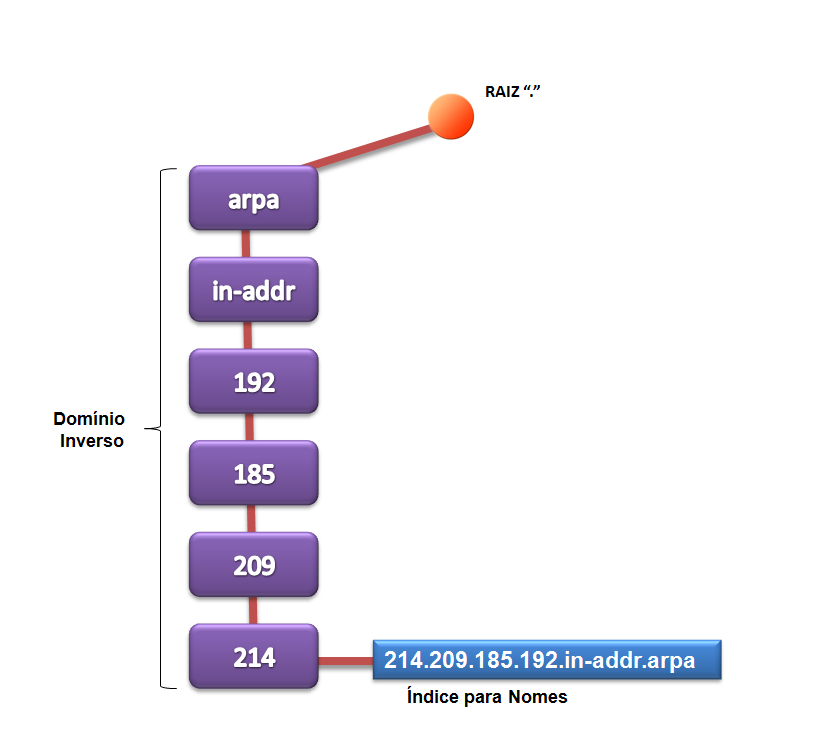 RAIZ “.”
arpa
in-addr
192
185
Domínio
Inverso
209
214
214.209.185.192.in-addr.arpa
Índice para Nomes